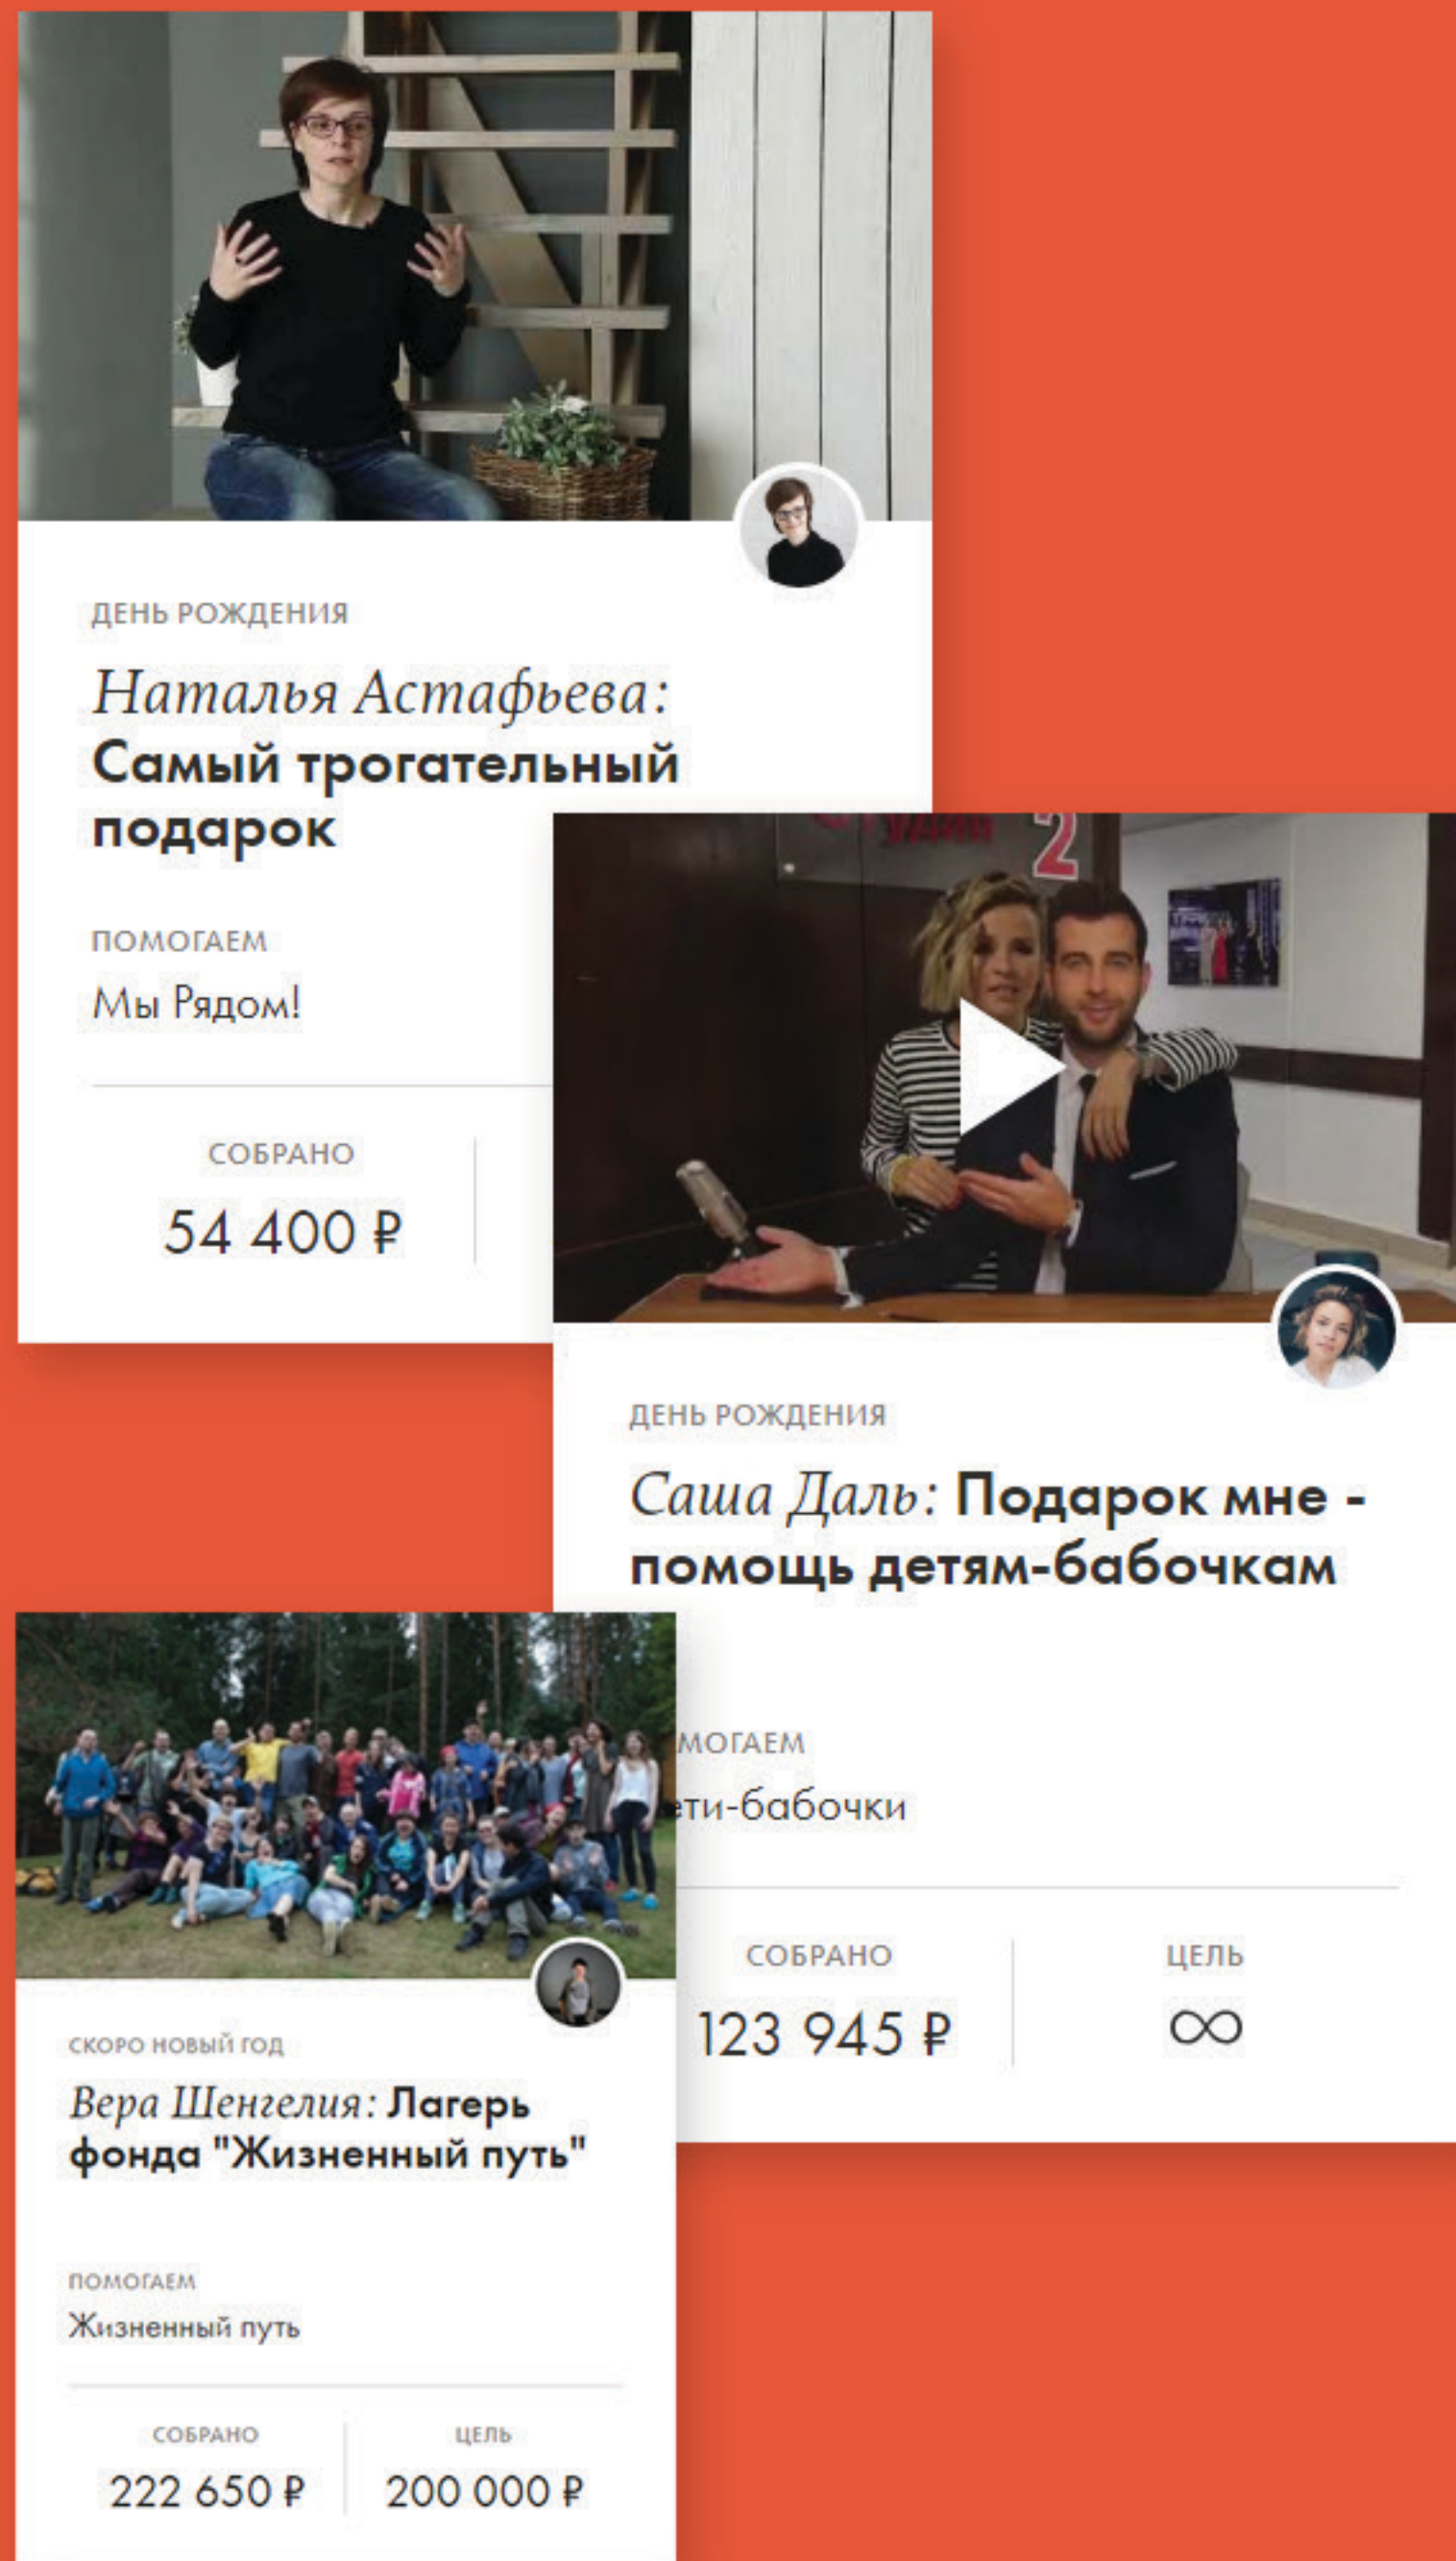 ДЕНЬ РОЖДЕНИЯ
Наталья Астафьева:
Самый трогательный
подарок
ПОМОГАЕМ
Мы Рядом!
СОБРАНО
54 400 ₽
2
ДЕНЬ РОЖДЕНИЯ
Саша Даль: Подарок мне -
помощь детям-бабочкам
МОГАЕМ
ети-бабочки
СОБРАНО
ЦЕЛЬ
123 945 ₽
∞
СКОРО НОВЫЙ ГОД
Вера Шенгелия: Лагерь
фонда "Жизненный путь"
ПОМОГАЕМ
Жизненный путь
СОБРАНО
ЦЕЛЬ
222 650 ₽
200 000 ₽